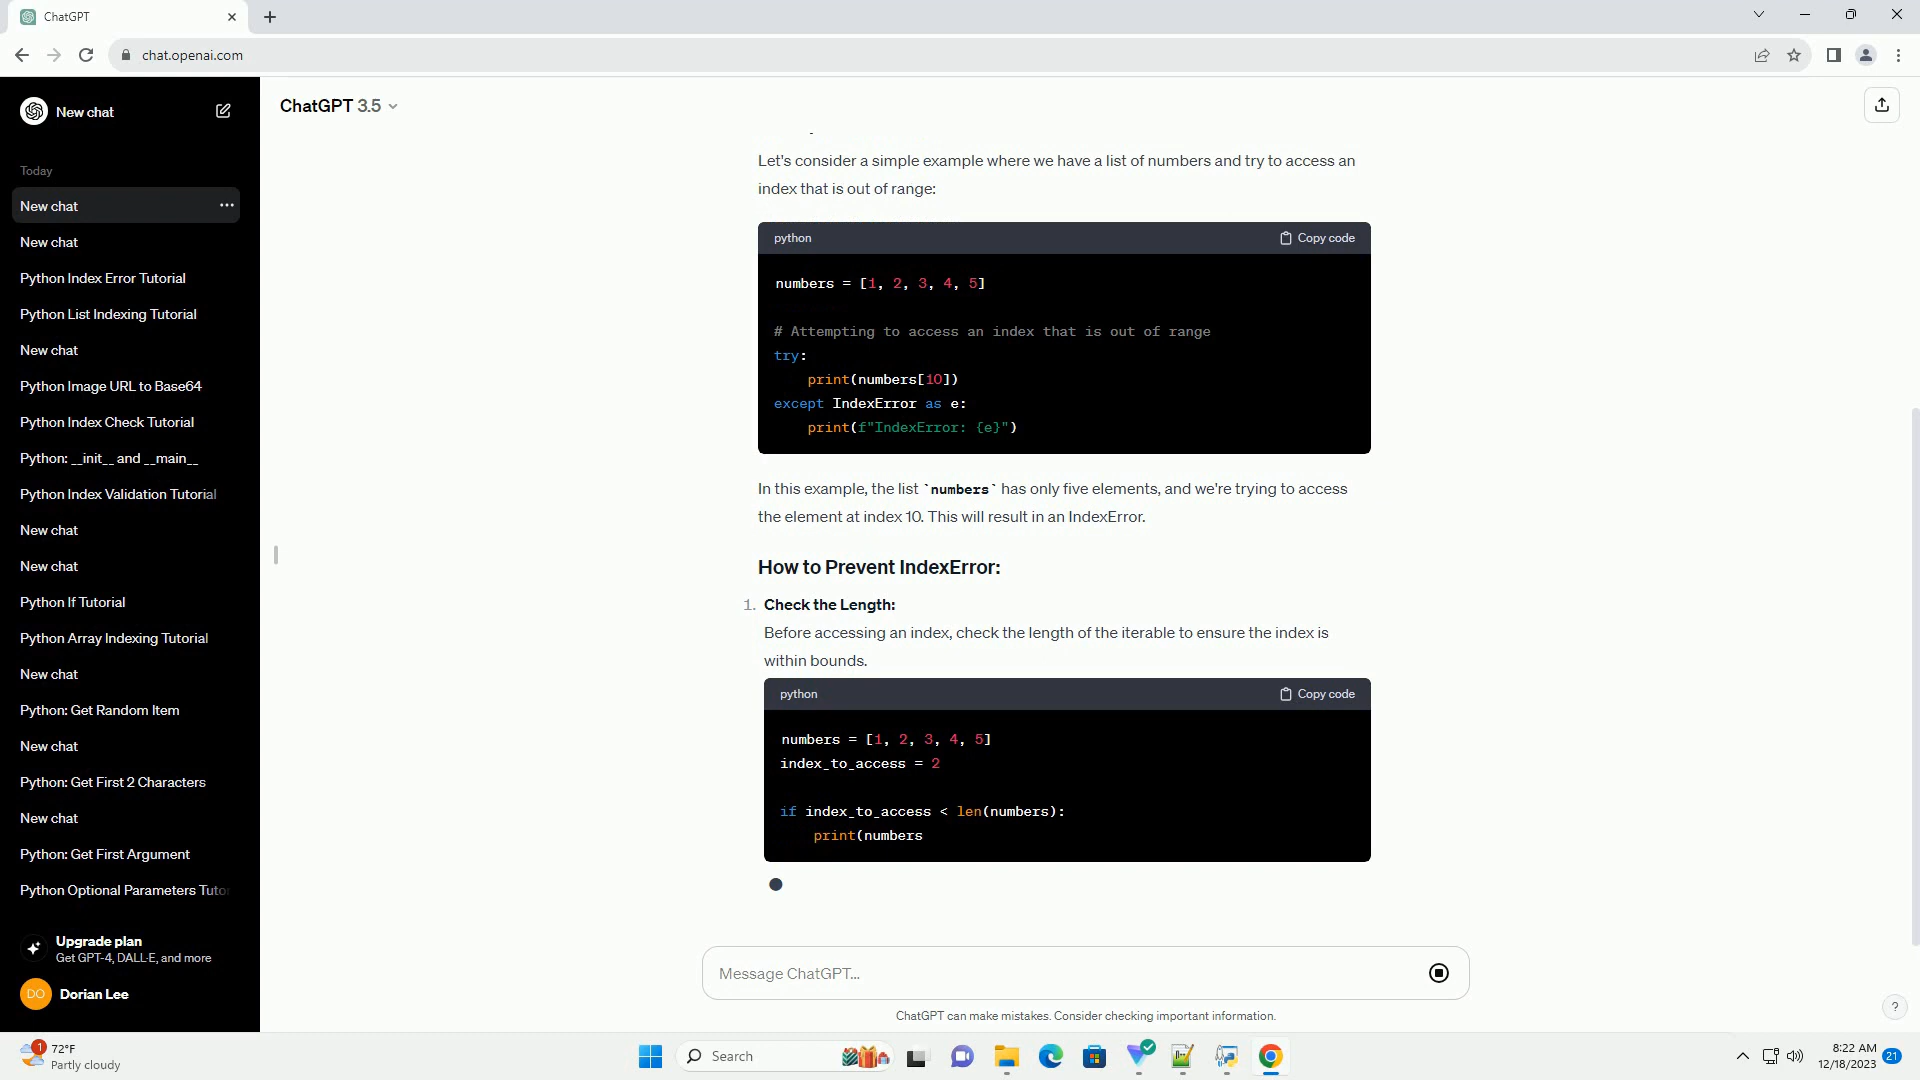 ChatGPT
chat.openai.com
New chat
Today
New chat
New chat
Python Index Error Tutorial
Python List Indexing Tutorial
New chat
Python Image URL to Base64
Python Index Check Tutorial
Python: __init__ and __main__
Python Index Validation Tutorial
New chat
New chat
Python If Tutorial
Python Array Indexing Tutorial
New chat
Python: Get Random Item
New chat
Python: Get First 2 Characters
New chat
Python: Get First Argument
Python Optional Parameters Tuto
Upgrade plan
Get GPT-4, DALL·E, and more
DO
Dorian Lee
ChatGPT 3.5
Let's consider a simple example where we have a list of numbers and try to access an
index that is out of range:
python
Copy code
numbers = [1, 2, 3, 4, 5]
# Attempting to access an index that is out of range
try:
    print(numbers[10])
except IndexError as e:
    print(f"IndexError: {e}")
In this example, the list `numbers` has only five elements, and we're trying to access
the element at index 10. This will result in an IndexError.
How to Prevent IndexError:
1. Check the Length:
Before accessing an index, check the length of the iterable to ensure the index is
within bounds.
python
Copy code
numbers = [1, 2, 3, 4, 5]
index_to_access = 2
if index_to_access < len(numbers):
    print(numbers
Message ChatGPT...
ChatGPT can make mistakes. Consider checking important information.
?
1
72°F
Partly cloudy
Search
8:22 AM
12/18/2023
21